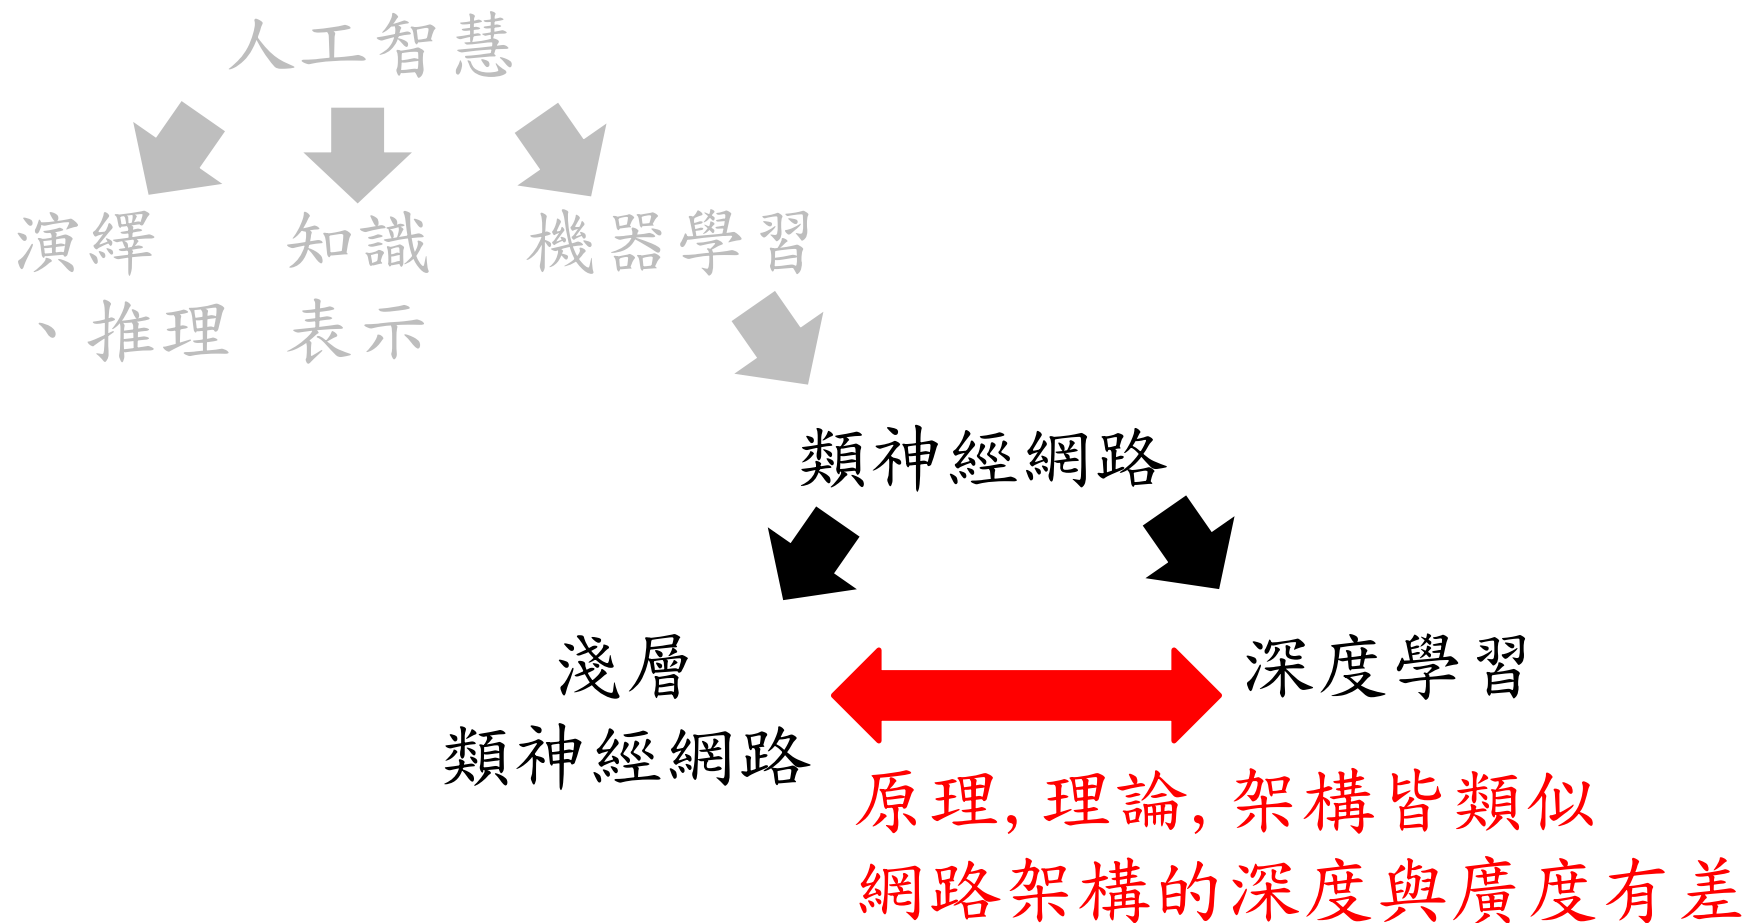 人工智慧
演繹
、推理
知識
表示
機器學習
類神經網路
淺層
類神經網路
深度學習
原理,理論,架構皆類似
網路架構的深度與廣度有差